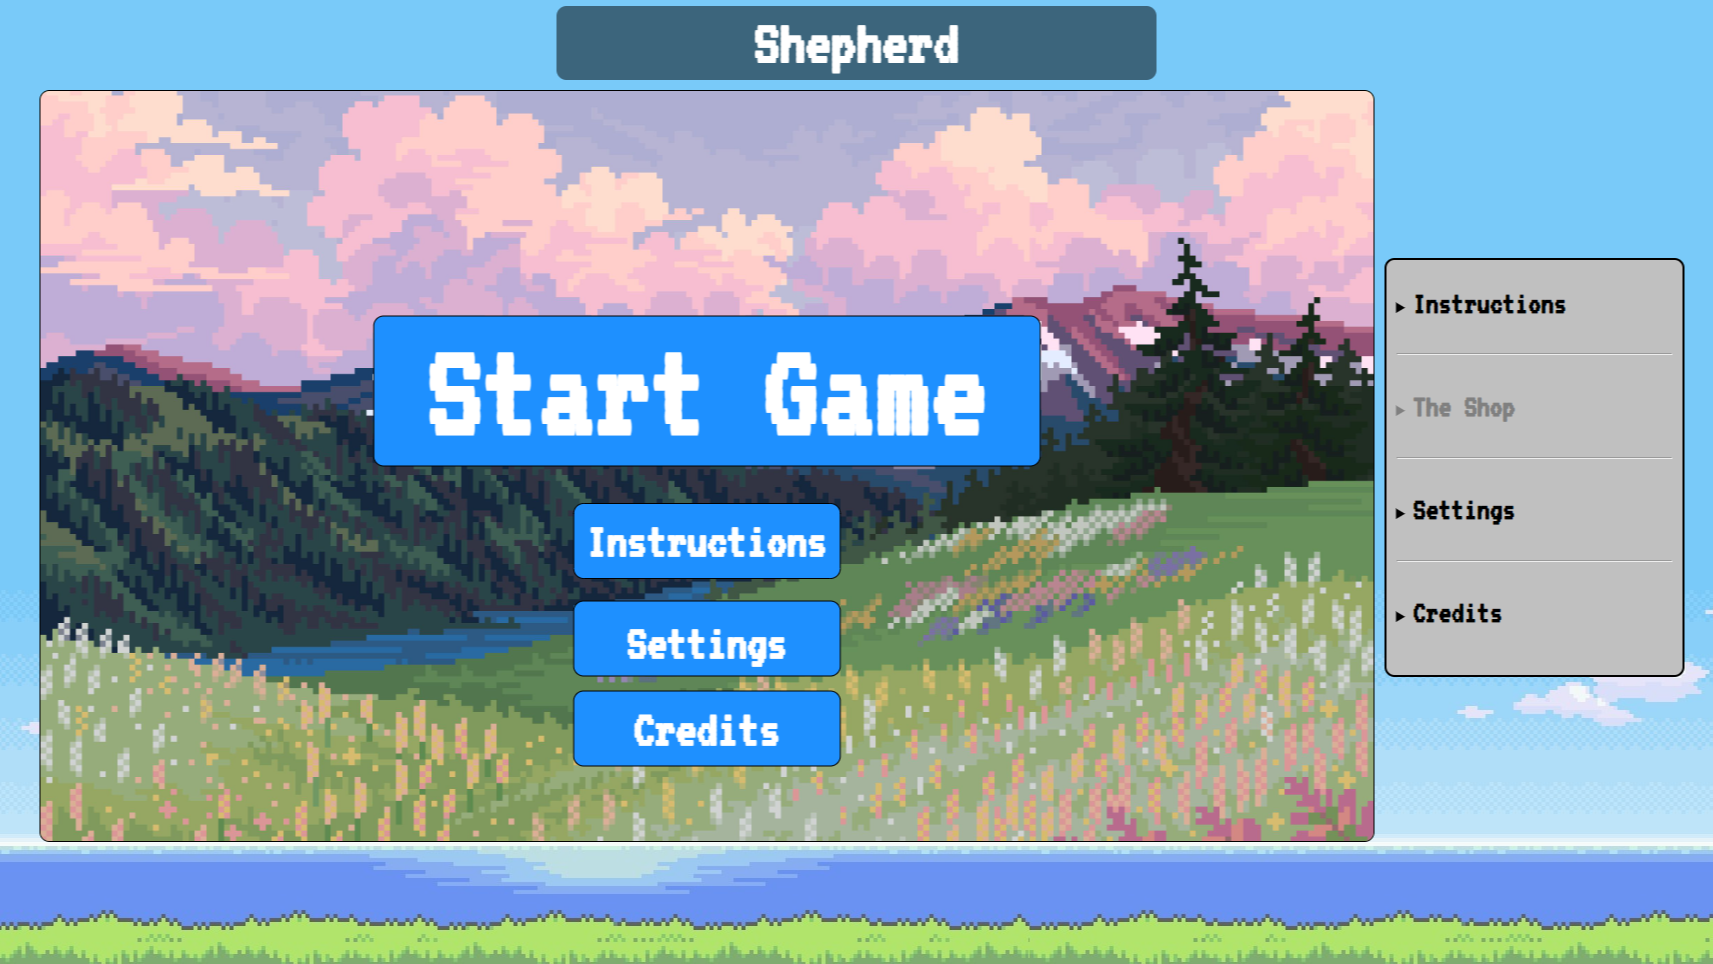 Shepherd
Start Game
Instructions
Settings
Credits
Instructions
The Shop
Settings
Credits